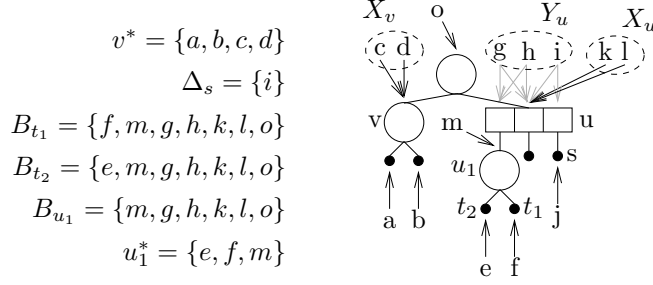 v* = {a, b, c, d}
Δ_s = {i}
B_{t_1} = {f, m, g, h, k, l, o}
B_{t_2} = {e, m, g, h, k, l, o}
B_{u_1} = {m, g, h, k, l, o}
u_1^* = {e, f, m}
X_v o Y_u X_u
c d g h i k l
v m u
u_1 s
a b t_2 t_1 j
e f